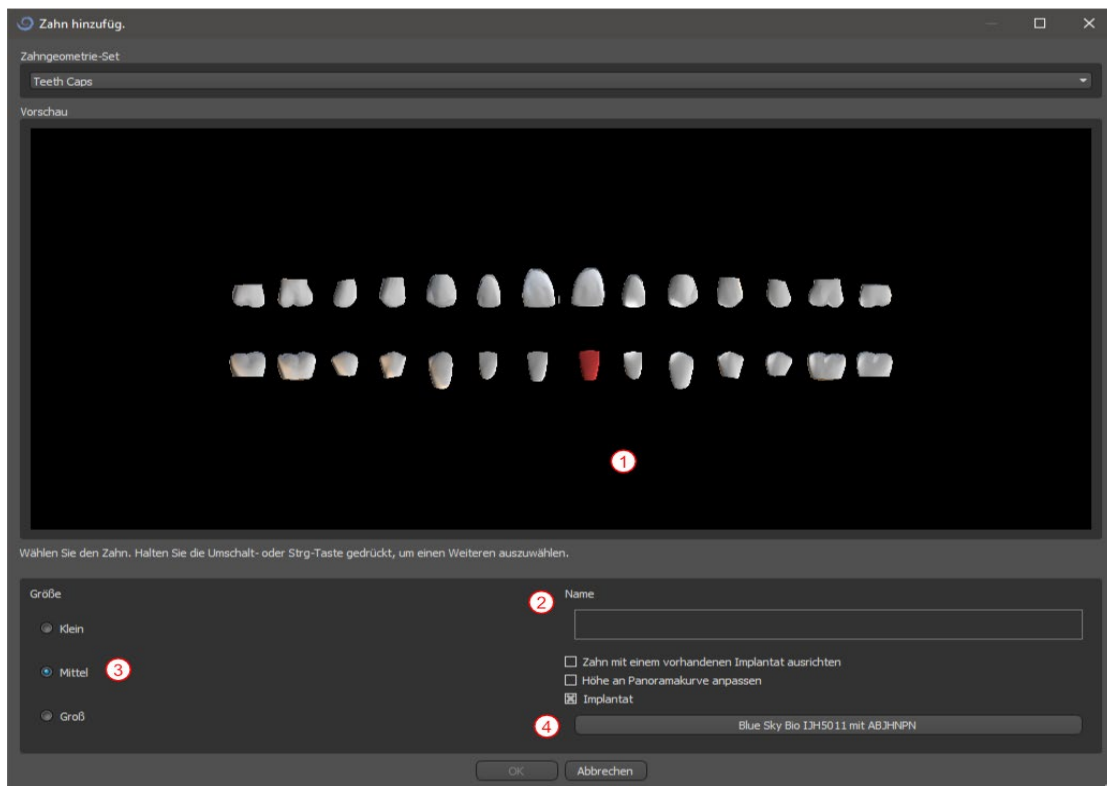 Zahn hinzufüg.
Zahngeometrie-Set
Teeth Caps
Vorschau
1
Wählen Sie den Zahn. Halten Sie die Umschalt- oder Strg-Taste gedrückt, um einen Weiteren auszuwählen.
Größe
Klein
3
Mittel
Groß
2
Name
Zahn mit einem vorhandenen Implantat ausrichten
Höhe an Panoramakurve anpassen
Implantat
4
Blue Sky Bio IJH5011 mit ABJHNPN
OK
Abbrechen